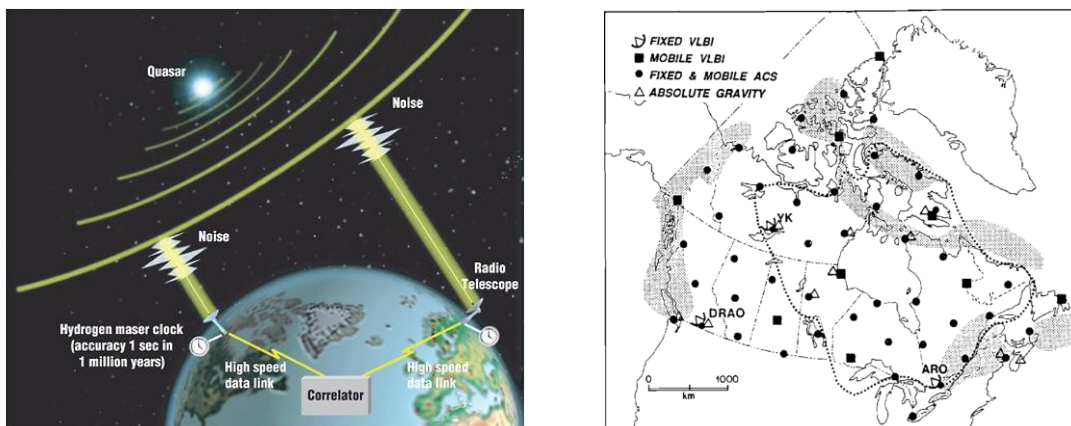 Quasar
Noise
Noise
Radio
Telescope
Hydrogen maser clock
(accuracy 1 sec in
1 million years)
High speed
data link
High speed
data link
Correlator
FIXED VLBI
MOBILE VLBI
FIXED & MOBILE ACS
ABSOLUTE GRAVITY
YK
DRAO
ARO
0 1000
km